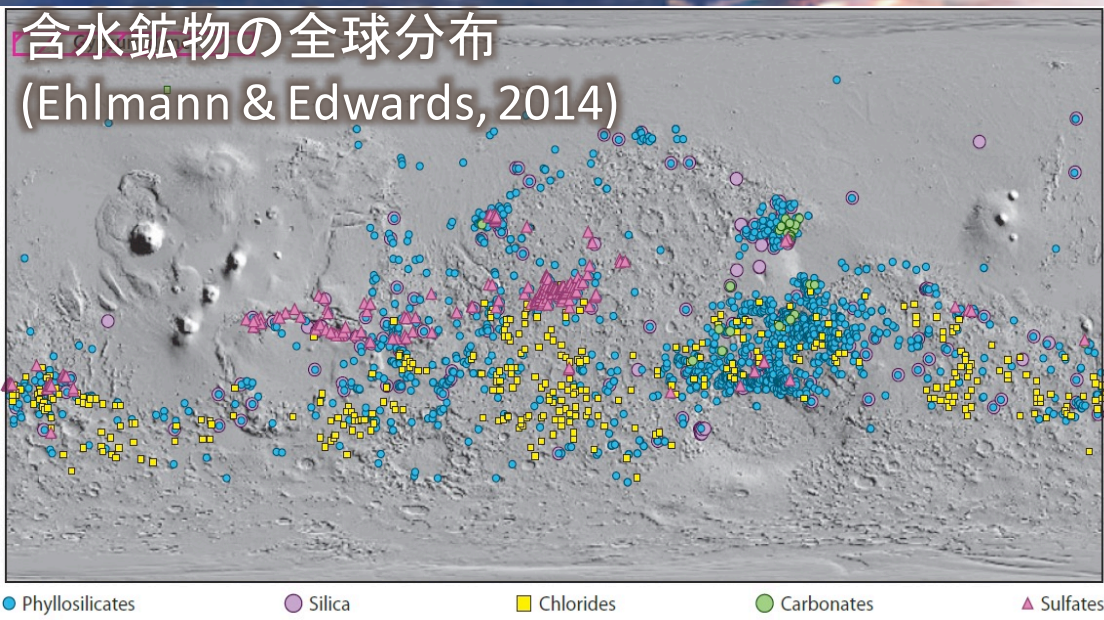 含水鉱物の全球分布
(Ehlmann & Edwards, 2014)
Phyllosilicates
Silica
Chlorides
Carbonates
Sulfates